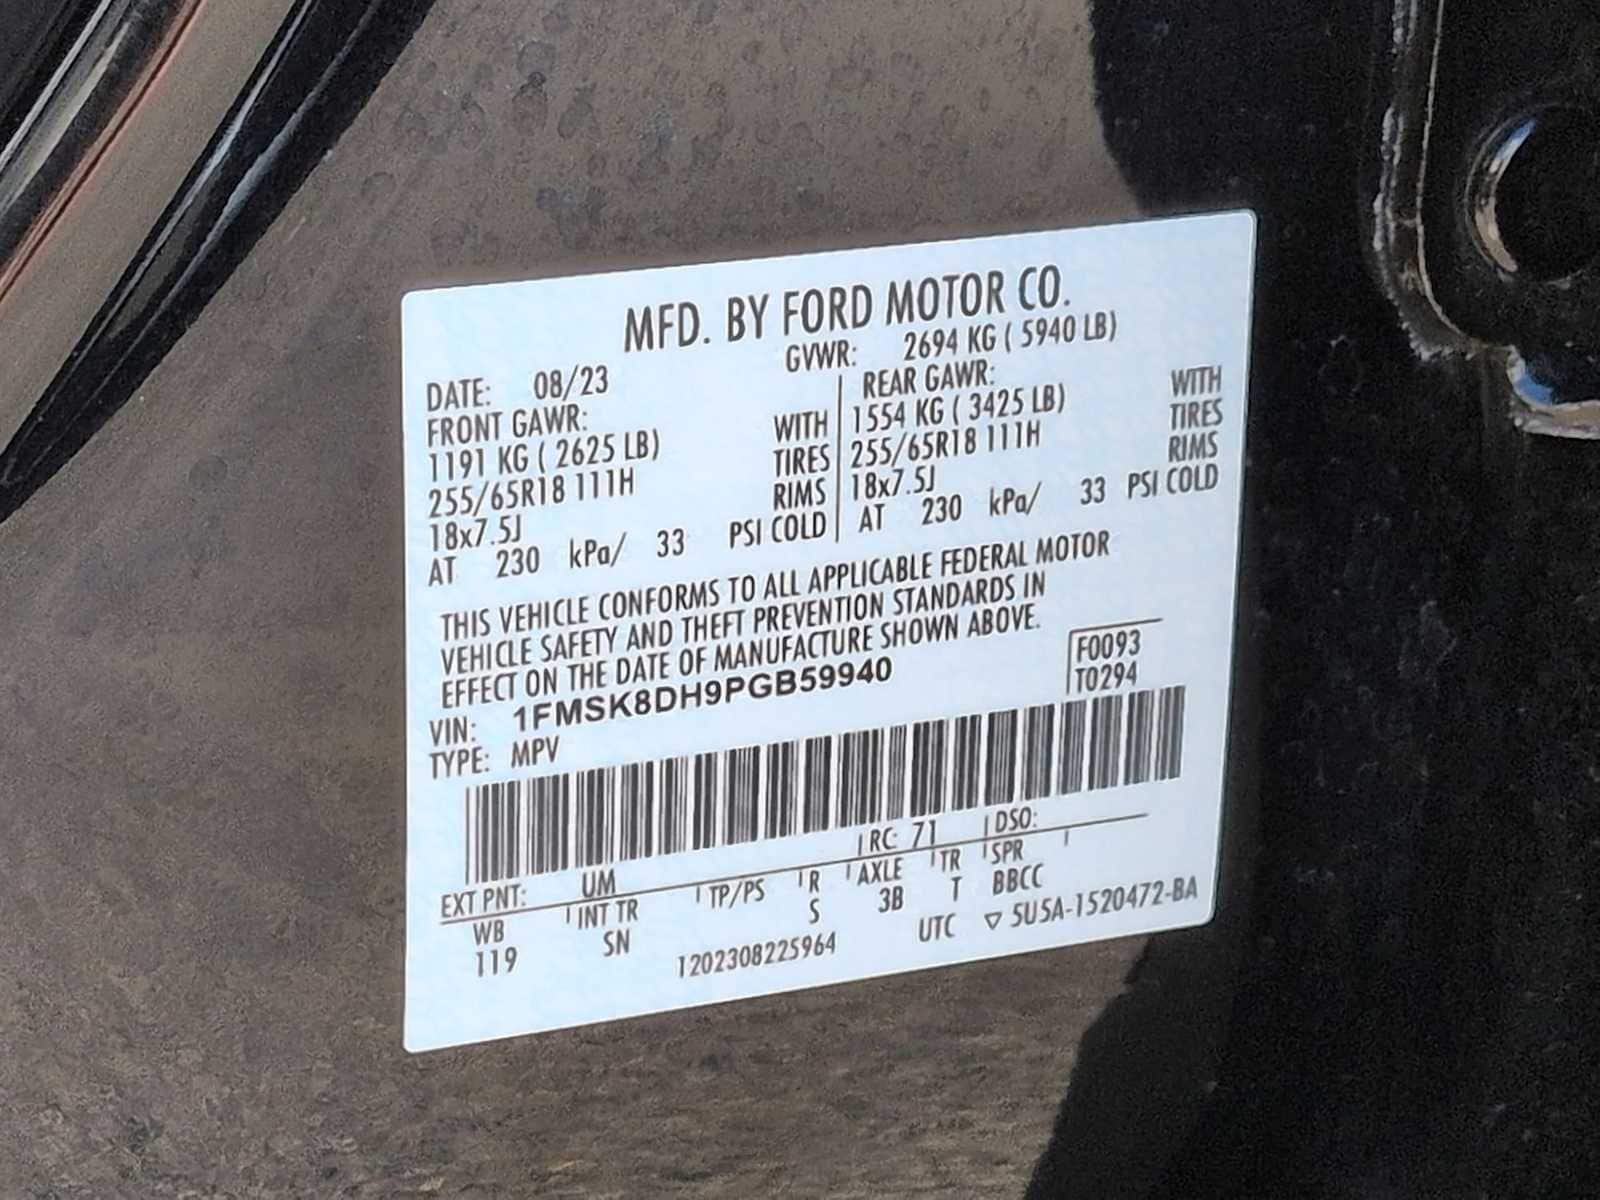 MFD. BY FORD MOTOR CO.
DATE: 08/23 GVWR: 2694 KG ( 5940 LB)
FRONT GAWR: REAR GAWR:
1191 KG ( 2625 LB) WITH 1554 KG ( 3425 LB) WITH
255/65R18 111H TIRES 255/65R18 111H TIRES
18x7.5J RIMS 18x7.5J RIMS
AT 230 kPa/ 33 PSI COLD AT 230 kPa/ 33 PSI COLD
THIS VEHICLE CONFORMS TO ALL APPLICABLE FEDERAL MOTOR
VEHICLE SAFETY AND THEFT PREVENTION STANDARDS IN
EFFECT ON THE DATE OF MANUFACTURE SHOWN ABOVE.
VIN: 1FMSK8DH9PGB59940 F0093
TYPE: MPV T0294
EXT PNT: UM RC: 71 DSO:
WB INT TR TP/PS R AXLE TR SPR
119 SN S 3B T BBCC
1202308225964 UTC ▽ 5U5A-1520472-BA